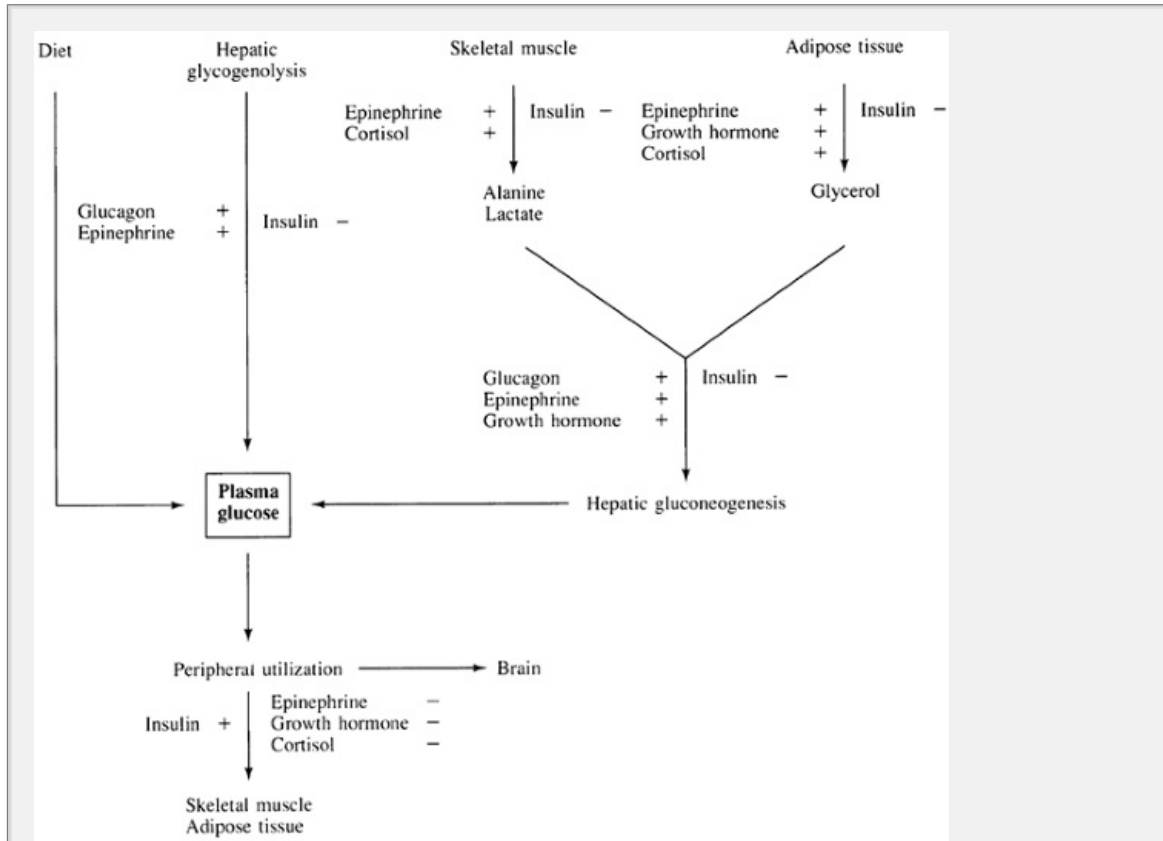 Diet
Hepatic
glycogenolysis
Skeletal muscle
Adipose tissue
Epinephrine +
Cortisol +
Insulin −
Epinephrine +
Growth hormone +
Cortisol +
Insulin −
Alanine
Lactate
Glycerol
Glucagon +
Epinephrine +
Insulin −
Glucagon +
Epinephrine +
Growth hormone +
Insulin −
Plasma
glucose
Hepatic gluconeogenesis
Peripheral utilization
Brain
Insulin +
Epinephrine −
Growth hormone −
Cortisol −
Skeletal muscle
Adipose tissue